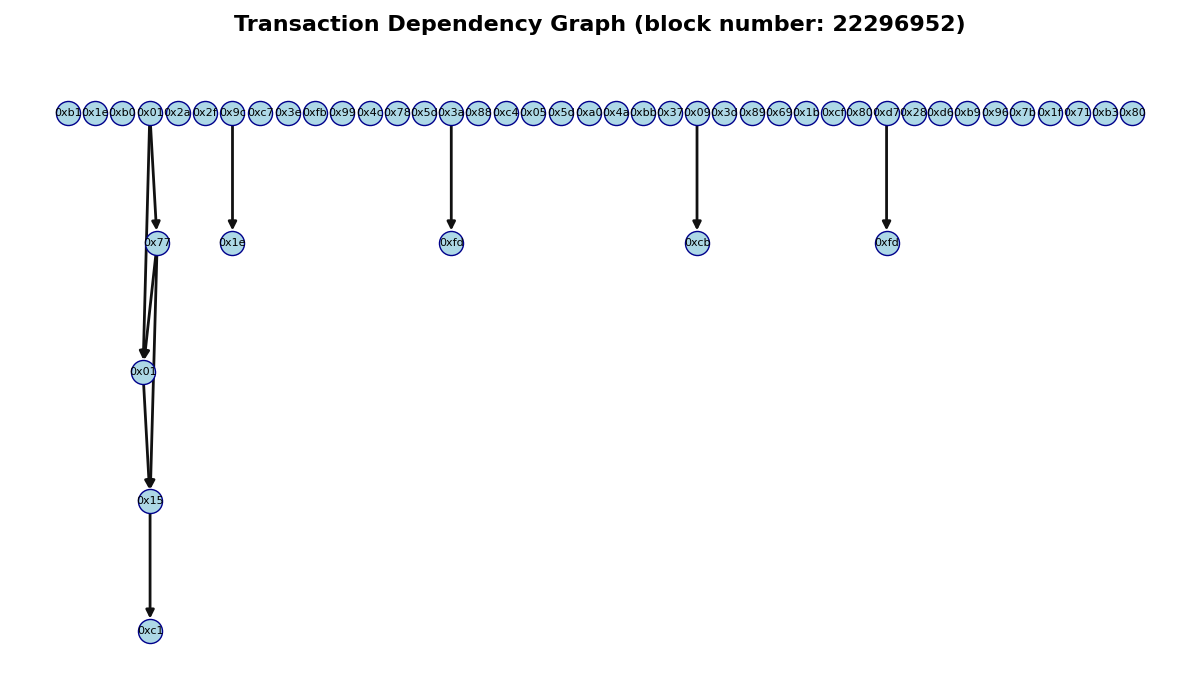 Transaction Dependency Graph (block number: 22296952)
0xb1 0x1e 0xb0 0x01 0x2a 0x2f 0x9c 0xc7 0x3e 0xfb 0x99 0x4c 0x78 0x5d 0x3a 0x88 0xc4 0x05 0x5c 0xa0 0x4a 0xbb 0x37 0x09 0x3c 0x89 0x69 0x1b 0xcf 0x80 0xd7 0x28 0xd6 0xb9 0x96 0x7b 0x1f 0x71 0xb3 0x80
0x77 0x1e 0xfd 0xcb 0xfd
0x01
0x15
0xc1